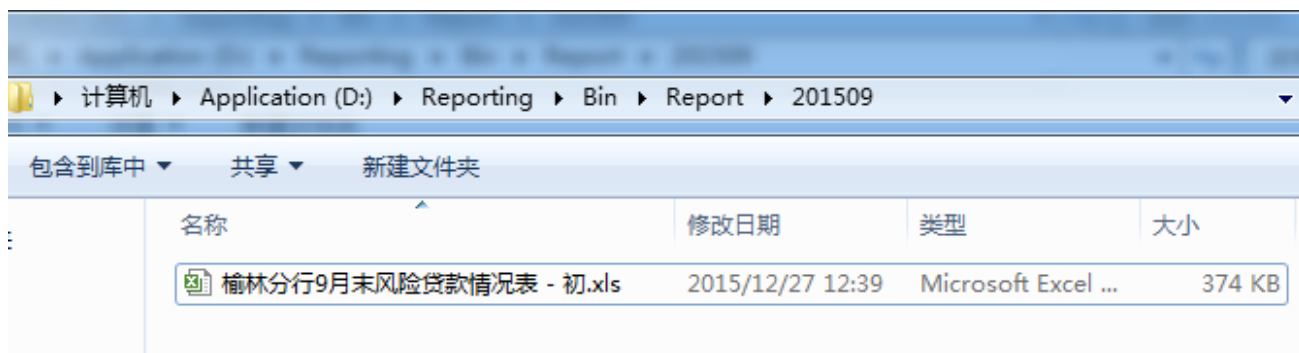 计算机 ▸ Application (D:) ▸ Reporting ▸ Bin ▸ Report ▸ 201509
包含到库中 共享 新建文件夹
名称 修改日期 类型 大小
榆林分行9月末风险贷款情况表 - 初.xls 2015/12/27 12:39 Microsoft Excel ... 374 KB